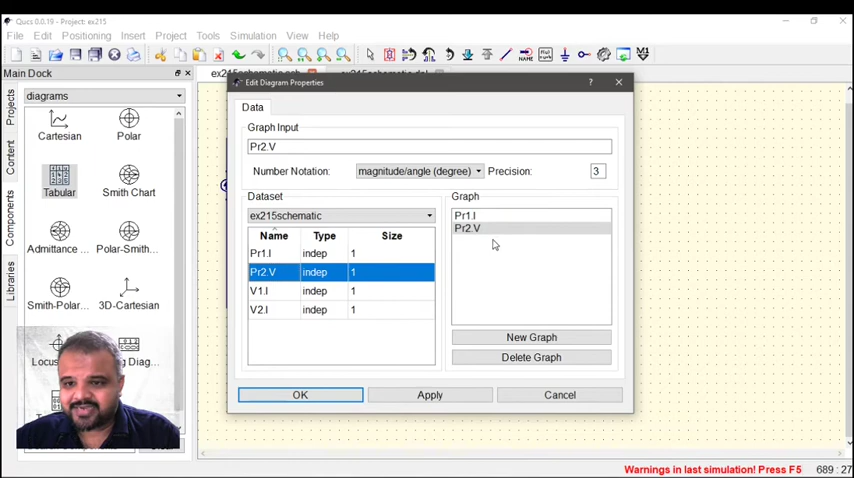 Qucs 0.0.19 - Project: ex215
File Edit Positioning Insert Project Tools Simulation View Help
NAME
Main Dock
diagrams
Projects
Content
Components
Libraries
Cartesian
Polar
Tabular
Smith Chart
Admittance ...
Polar-Smith...
Smith-Polar...
3D-Cartesian
Edit Diagram Properties
Data
Graph Input
Pr2.V
Number Notation: magnitude/angle (degree) Precision: 3
Dataset
ex215schematic
Name Type Size
Pr1.I indep 1
Pr2.V indep 1
V1.I indep 1
V2.I indep 1
Graph
Pr1.I
Pr2.V
New Graph
Delete Graph
OK Apply Cancel
Warnings in last simulation! Press F5 689 : 27